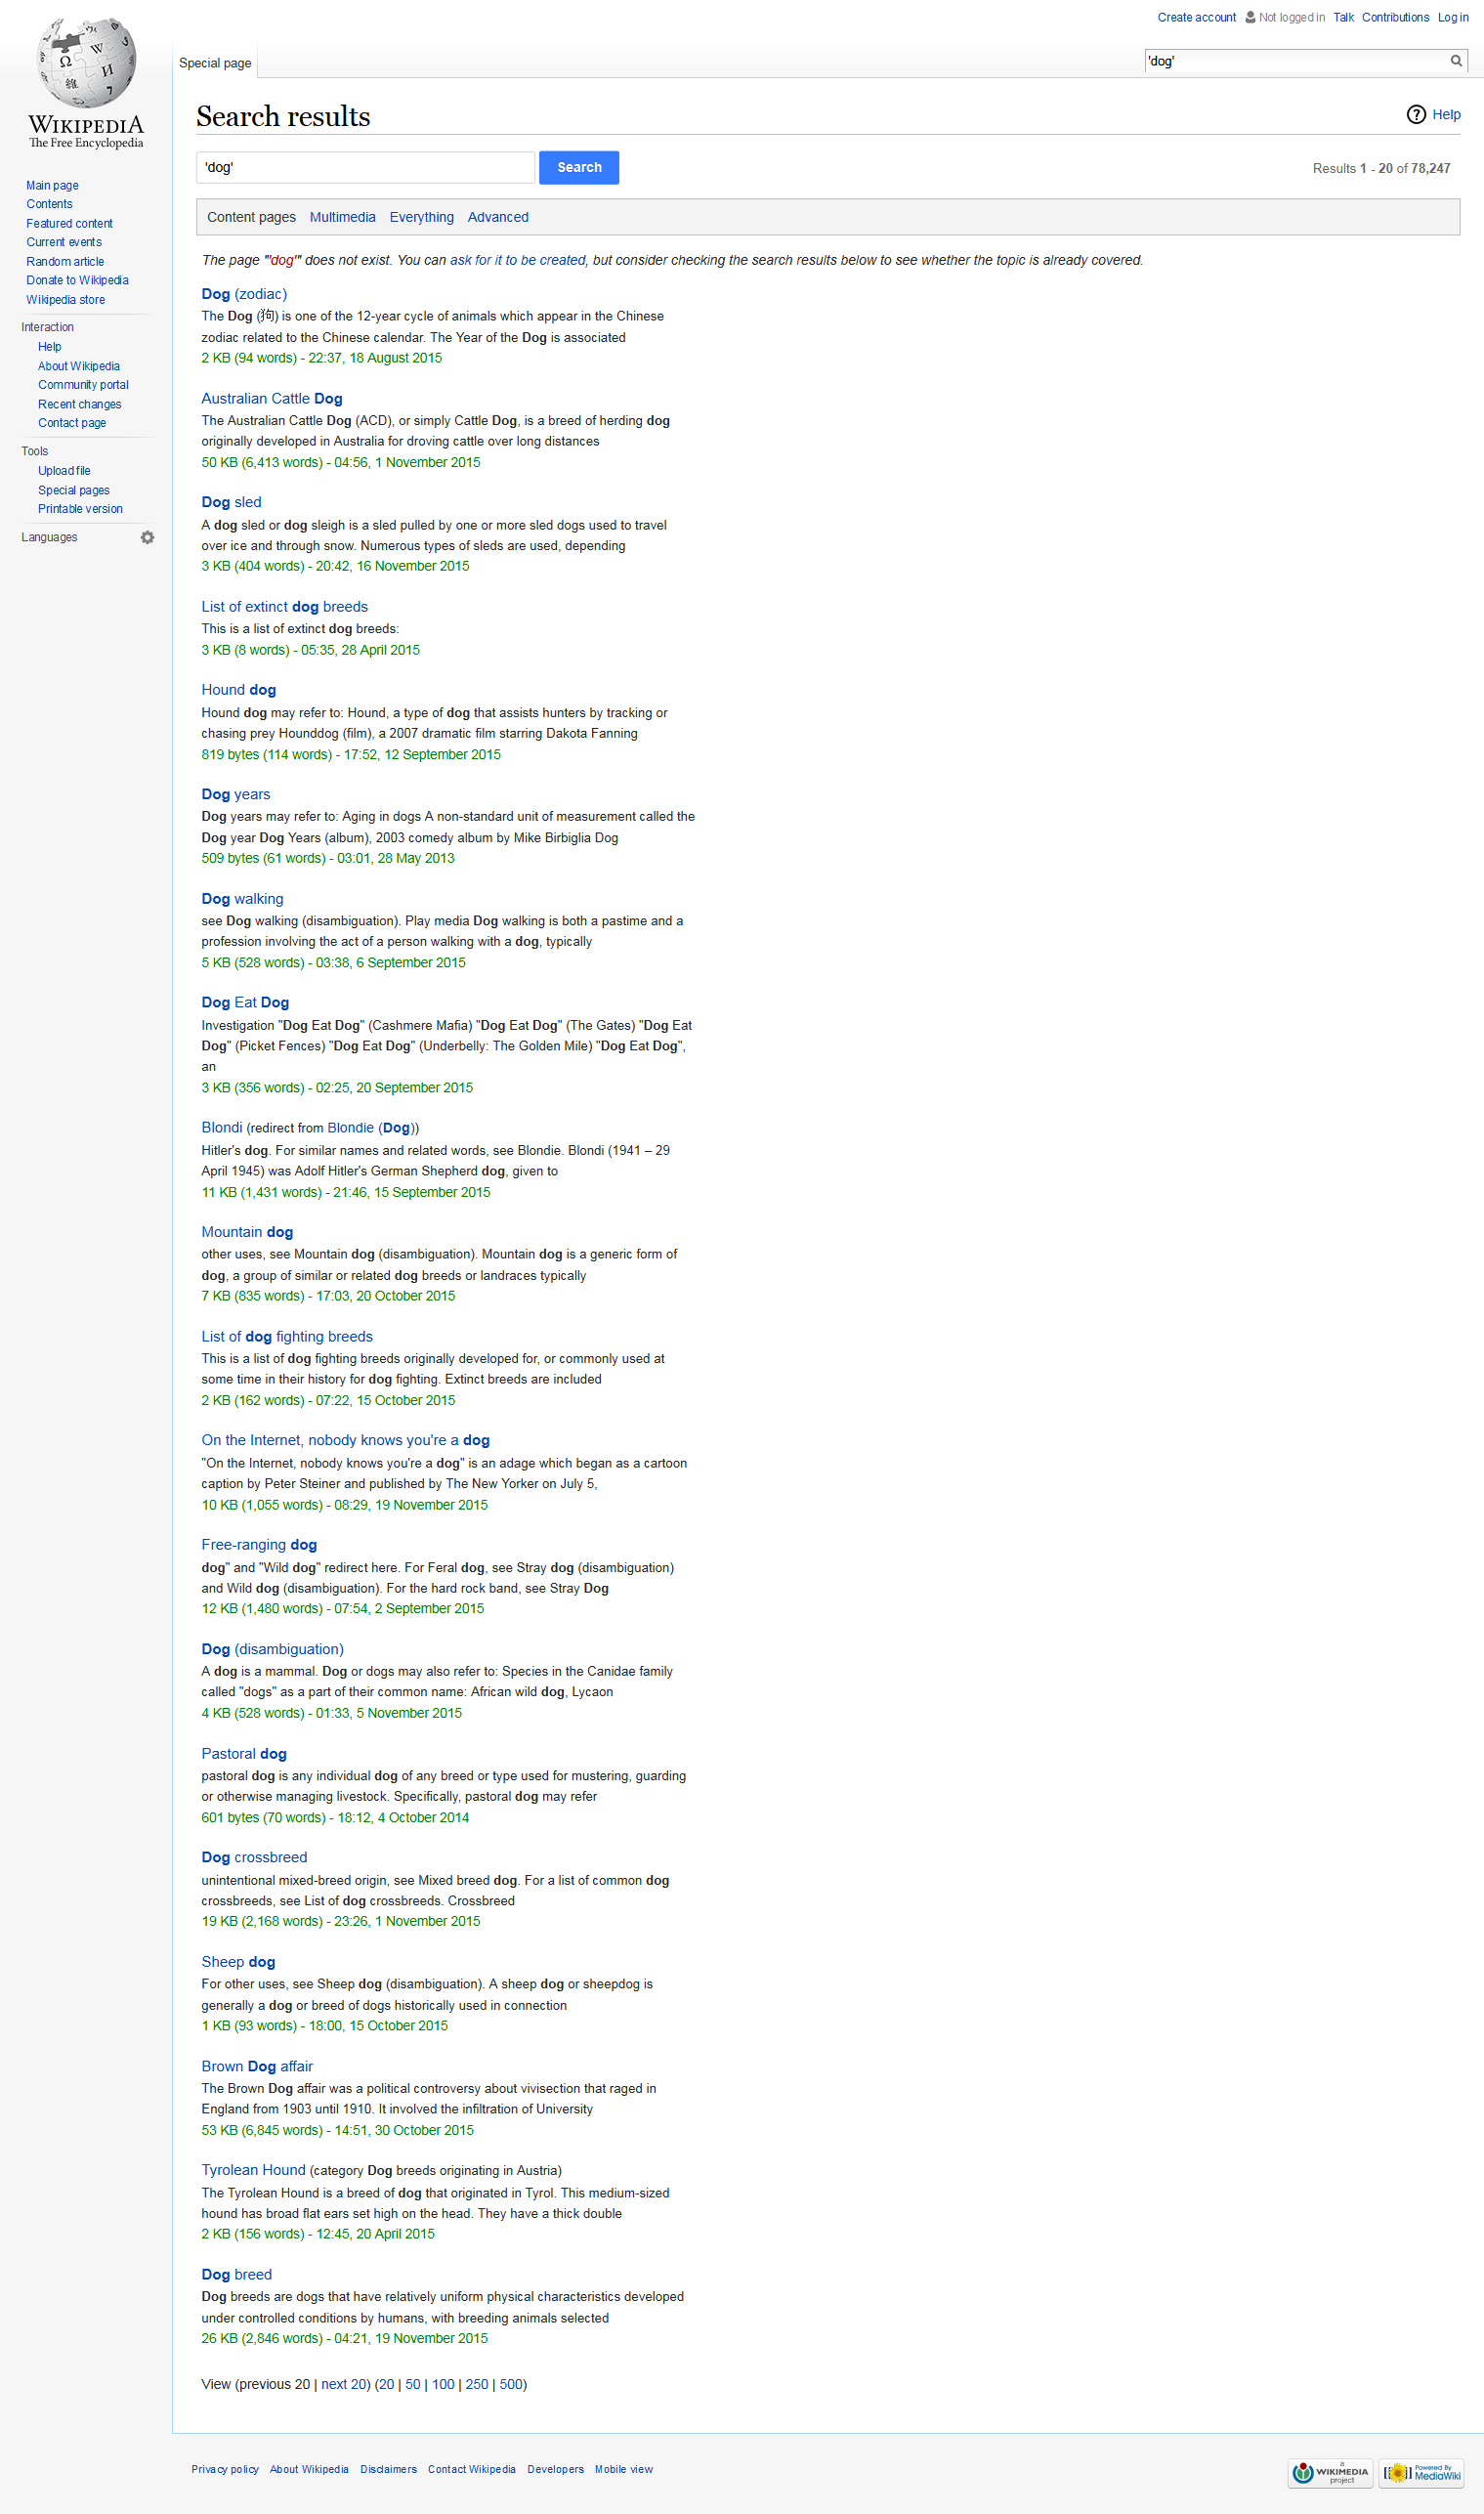 Create account Not logged in Talk Contributions Log in
Special page
'dog'
WIKIPEDIA
The Free Encyclopedia
Main page
Contents
Featured content
Current events
Random article
Donate to Wikipedia
Wikipedia store
Interaction
Help
About Wikipedia
Community portal
Recent changes
Contact page
Tools
Upload file
Special pages
Printable version
Languages
Search results
Help
'dog' Search
Results 1 - 20 of 78,247
Content pages Multimedia Everything Advanced
The page "'dog'" does not exist. You can ask for it to be created, but consider checking the search results below to see whether the topic is already covered.
Dog (zodiac)
The Dog (狗) is one of the 12-year cycle of animals which appear in the Chinese
zodiac related to the Chinese calendar. The Year of the Dog is associated
2 KB (94 words) - 22:37, 18 August 2015
Australian Cattle Dog
The Australian Cattle Dog (ACD), or simply Cattle Dog, is a breed of herding dog
originally developed in Australia for droving cattle over long distances
50 KB (6,413 words) - 04:56, 1 November 2015
Dog sled
A dog sled or dog sleigh is a sled pulled by one or more sled dogs used to travel
over ice and through snow. Numerous types of sleds are used, depending
3 KB (404 words) - 20:42, 16 November 2015
List of extinct dog breeds
This is a list of extinct dog breeds:
3 KB (8 words) - 05:35, 28 April 2015
Hound dog
Hound dog may refer to: Hound, a type of dog that assists hunters by tracking or
chasing prey Hounddog (film), a 2007 dramatic film starring Dakota Fanning
819 bytes (114 words) - 17:52, 12 September 2015
Dog years
Dog years may refer to: Aging in dogs A non-standard unit of measurement called the
Dog year Dog Years (album), 2003 comedy album by Mike Birbiglia Dog
509 bytes (61 words) - 03:01, 28 May 2013
Dog walking
see Dog walking (disambiguation). Play media Dog walking is both a pastime and a
profession involving the act of a person walking with a dog, typically
5 KB (528 words) - 03:38, 6 September 2015
Dog Eat Dog
Investigation "Dog Eat Dog" (Cashmere Mafia) "Dog Eat Dog" (The Gates) "Dog Eat
Dog" (Picket Fences) "Dog Eat Dog" (Underbelly: The Golden Mile) "Dog Eat Dog",
an
3 KB (356 words) - 02:25, 20 September 2015
Blondi (redirect from Blondie (Dog))
Hitler's dog. For similar names and related words, see Blondie. Blondi (1941 – 29
April 1945) was Adolf Hitler's German Shepherd dog, given to
11 KB (1,431 words) - 21:46, 15 September 2015
Mountain dog
other uses, see Mountain dog (disambiguation). Mountain dog is a generic form of
dog, a group of similar or related dog breeds or landraces typically
7 KB (835 words) - 17:03, 20 October 2015
List of dog fighting breeds
This is a list of dog fighting breeds originally developed for, or commonly used at
some time in their history for dog fighting. Extinct breeds are included
2 KB (162 words) - 07:22, 15 October 2015
On the Internet, nobody knows you're a dog
"On the Internet, nobody knows you're a dog" is an adage which began as a cartoon
caption by Peter Steiner and published by The New Yorker on July 5,
10 KB (1,055 words) - 08:29, 19 November 2015
Free-ranging dog
dog" and "Wild dog" redirect here. For Feral dog, see Stray dog (disambiguation)
and Wild dog (disambiguation). For the hard rock band, see Stray Dog
12 KB (1,480 words) - 07:54, 2 September 2015
Dog (disambiguation)
A dog is a mammal. Dog or dogs may also refer to: Species in the Canidae family
called "dogs" as a part of their common name: African wild dog, Lycaon
4 KB (528 words) - 01:33, 5 November 2015
Pastoral dog
pastoral dog is any individual dog of any breed or type used for mustering, guarding
or otherwise managing livestock. Specifically, pastoral dog may refer
601 bytes (70 words) - 18:12, 4 October 2014
Dog crossbreed
unintentional mixed-breed origin, see Mixed breed dog. For a list of common dog
crossbreeds, see List of dog crossbreeds. Crossbreed
19 KB (2,168 words) - 23:26, 1 November 2015
Sheep dog
For other uses, see Sheep dog (disambiguation). A sheep dog or sheepdog is
generally a dog or breed of dogs historically used in connection
1 KB (93 words) - 18:00, 15 October 2015
Brown Dog affair
The Brown Dog affair was a political controversy about vivisection that raged in
England from 1903 until 1910. It involved the infiltration of University
53 KB (6,845 words) - 14:51, 30 October 2015
Tyrolean Hound (category Dog breeds originating in Austria)
The Tyrolean Hound is a breed of dog that originated in Tyrol. This medium-sized
hound has broad flat ears set high on the head. They have a thick double
2 KB (156 words) - 12:45, 20 April 2015
Dog breed
Dog breeds are dogs that have relatively uniform physical characteristics developed
under controlled conditions by humans, with breeding animals selected
26 KB (2,846 words) - 04:21, 19 November 2015
View (previous 20 | next 20) (20 | 50 | 100 | 250 | 500)
Privacy policy About Wikipedia Disclaimers Contact Wikipedia Developers Mobile view
a WIKIMEDIA project
Powered By MediaWiki